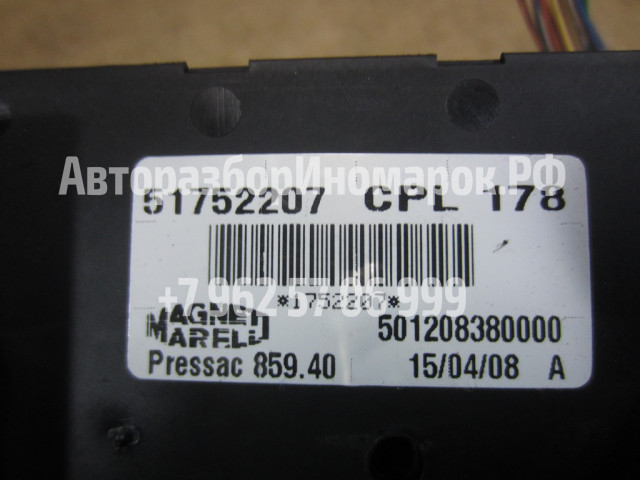 АвторазборИномарок.РФ
51752207 CPL 178
*1752207*
+7 962 57 86 999
MAGNETI
MARELLI
501208380000
Pressac 859.40 15/04/08 A